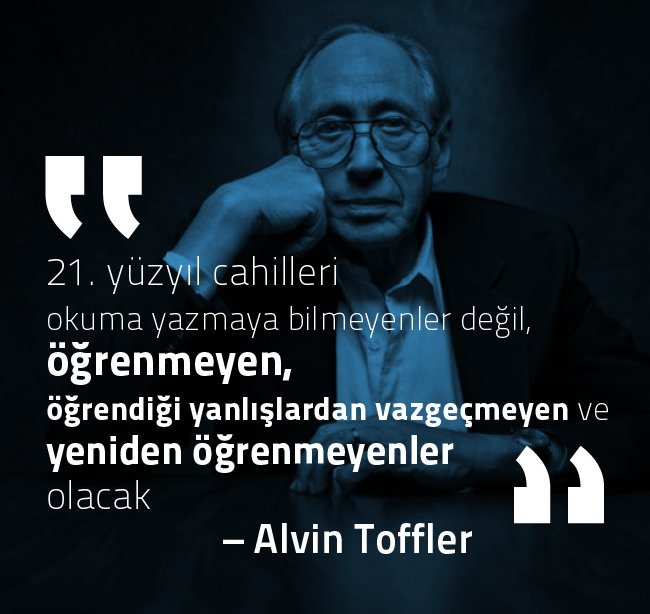 21. yüzyıl cahilleri
okuma yazmaya bilmeyenler değil,
öğrenmeyen,
öğrendiği yanlışlardan vazgeçmeyen ve
yeniden öğrenmeyenler
olacak
– Alvin Toffler